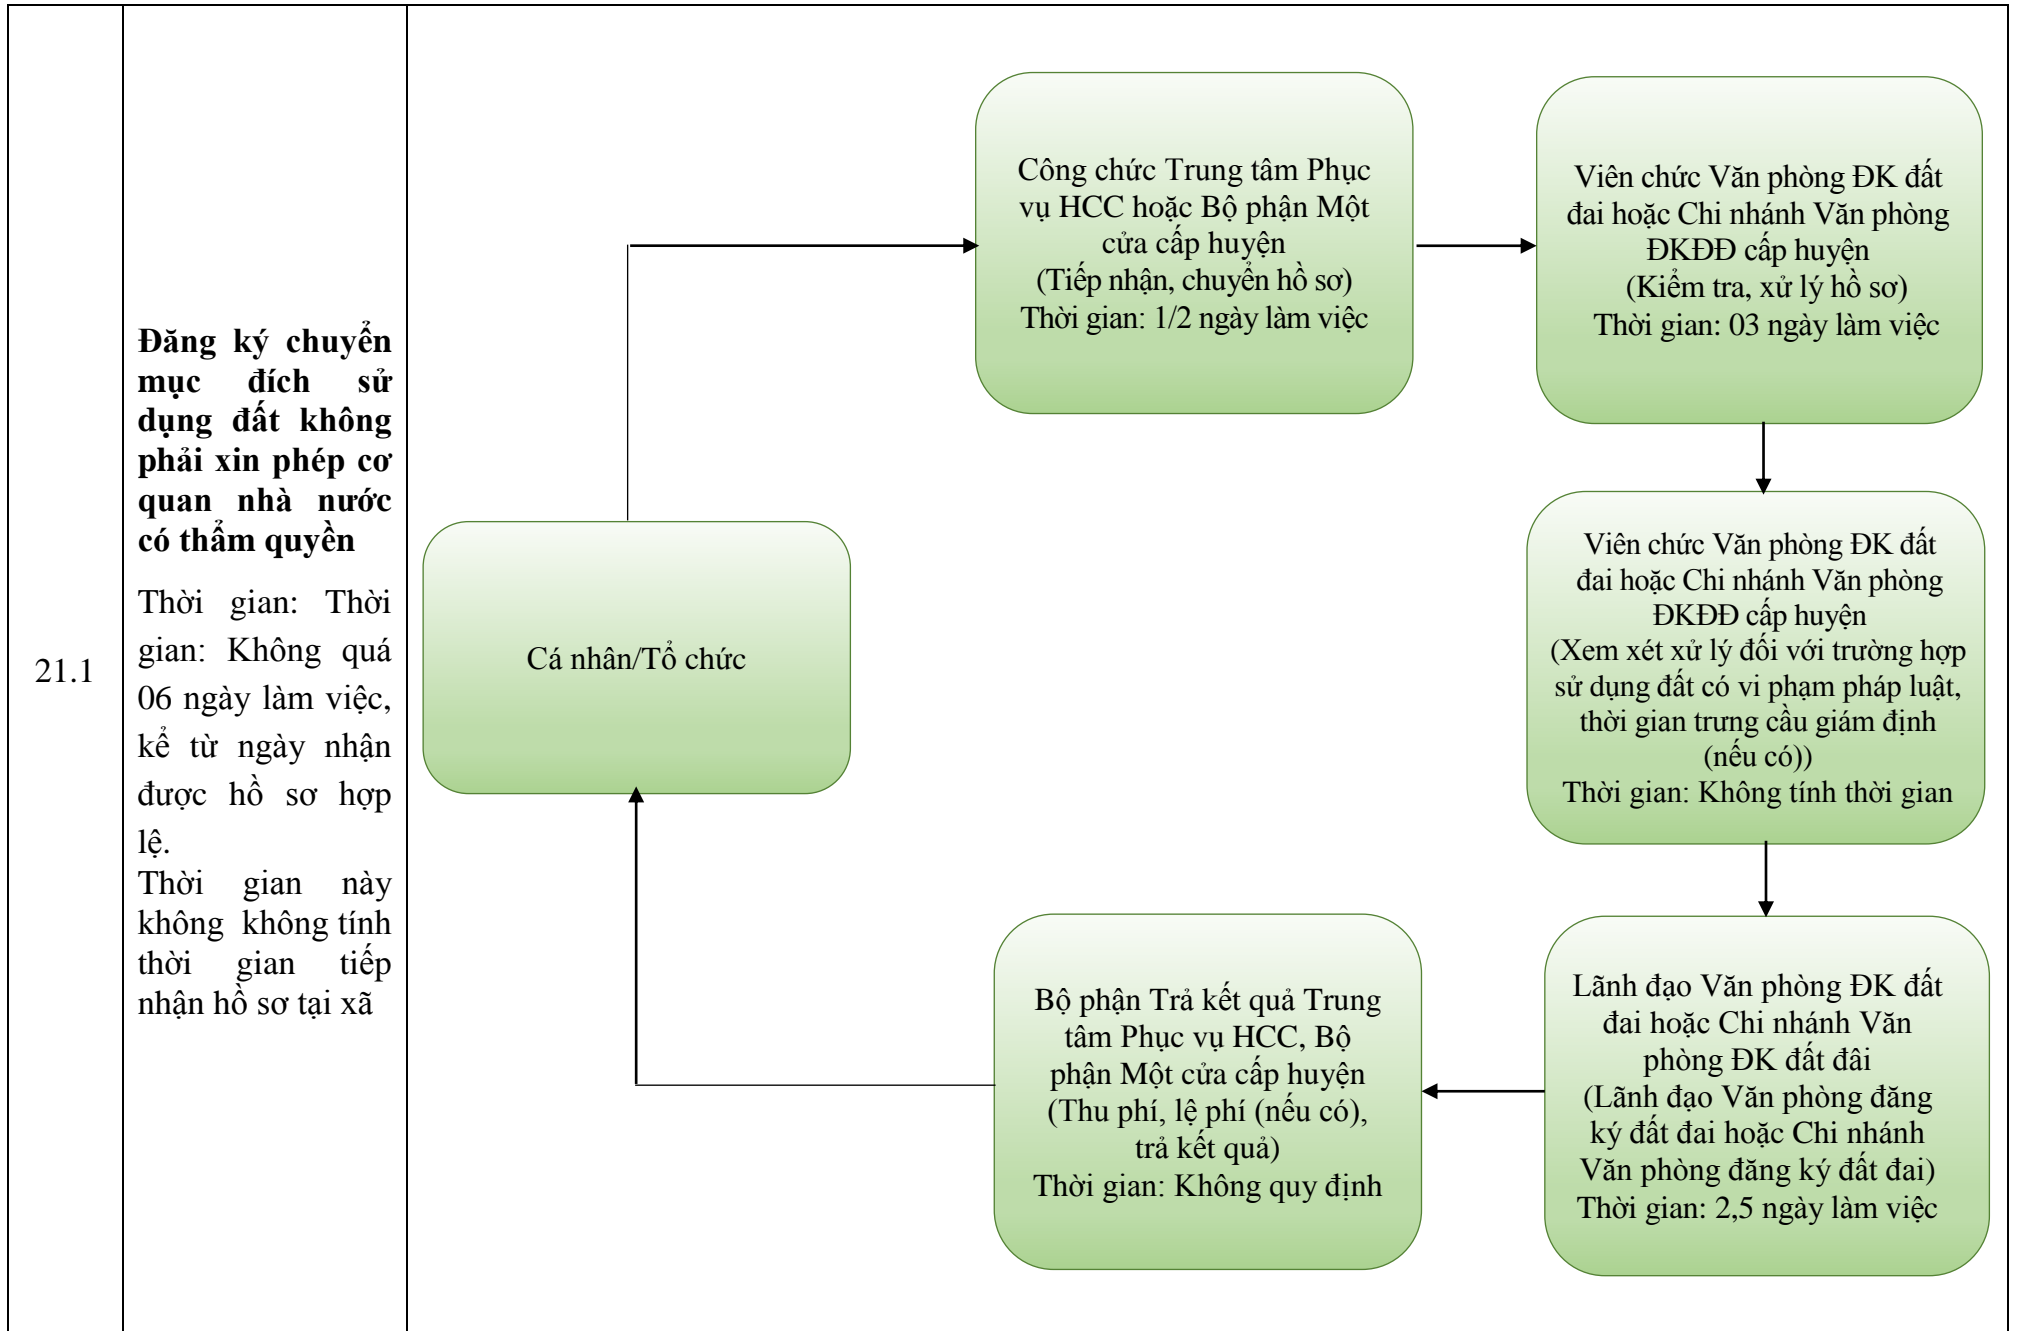 21.1
Đăng ký chuyển
mục đích sử
dụng đất không
phải xin phép cơ
quan nhà nước
có thẩm quyền
Thời gian: Thời
gian: Không quá
06 ngày làm việc,
kể từ ngày nhận
được hồ sơ hợp
lệ.
Thời gian này
không không tính
thời gian tiếp
nhận hồ sơ tại xã
Cá nhân/Tổ chức
Công chức Trung tâm Phục
vụ HCC hoặc Bộ phận Một
cửa cấp huyện
(Tiếp nhận, chuyển hồ sơ)
Thời gian: 1/2 ngày làm việc
Viên chức Văn phòng ĐK đất
đai hoặc Chi nhánh Văn phòng
ĐKĐĐ cấp huyện
(Kiểm tra, xử lý hồ sơ)
Thời gian: 03 ngày làm việc
Viên chức Văn phòng ĐK đất
đai hoặc Chi nhánh Văn phòng
ĐKĐĐ cấp huyện
(Xem xét xử lý đối với trường hợp
sử dụng đất có vi phạm pháp luật,
thời gian trưng cầu giám định
(nếu có))
Thời gian: Không tính thời gian
Lãnh đạo Văn phòng ĐK đất
đai hoặc Chi nhánh Văn
phòng ĐK đất đâi
(Lãnh đạo Văn phòng đăng
ký đất đai hoặc Chi nhánh
Văn phòng đăng ký đất đai)
Thời gian: 2,5 ngày làm việc
Bộ phận Trả kết quả Trung
tâm Phục vụ HCC, Bộ
phận Một cửa cấp huyện
(Thu phí, lệ phí (nếu có),
trả kết quả)
Thời gian: Không quy định